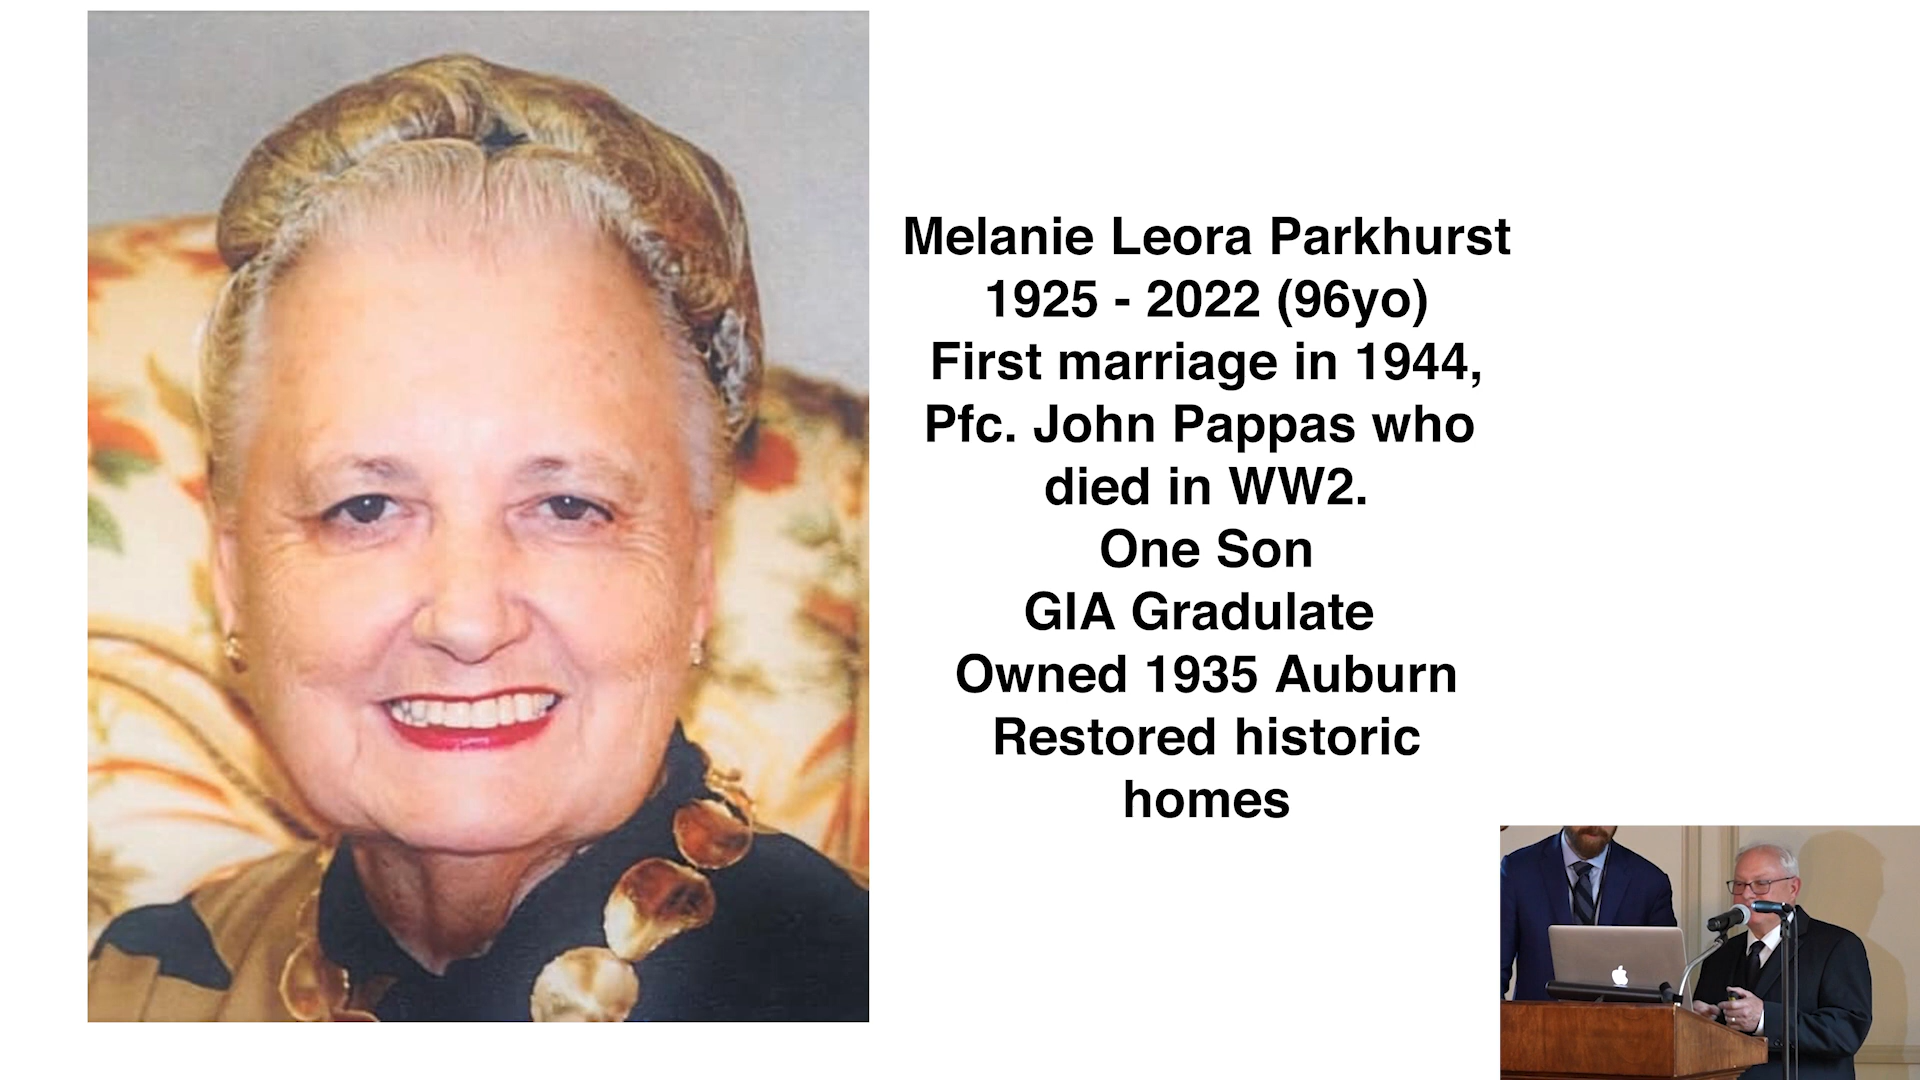 Melanie Leora Parkhurst
1925 - 2022 (96yo)
First marriage in 1944,
Pfc. John Pappas who
died in WW2.
One Son
GIA Gradulate
Owned 1935 Auburn
Restored historic
homes